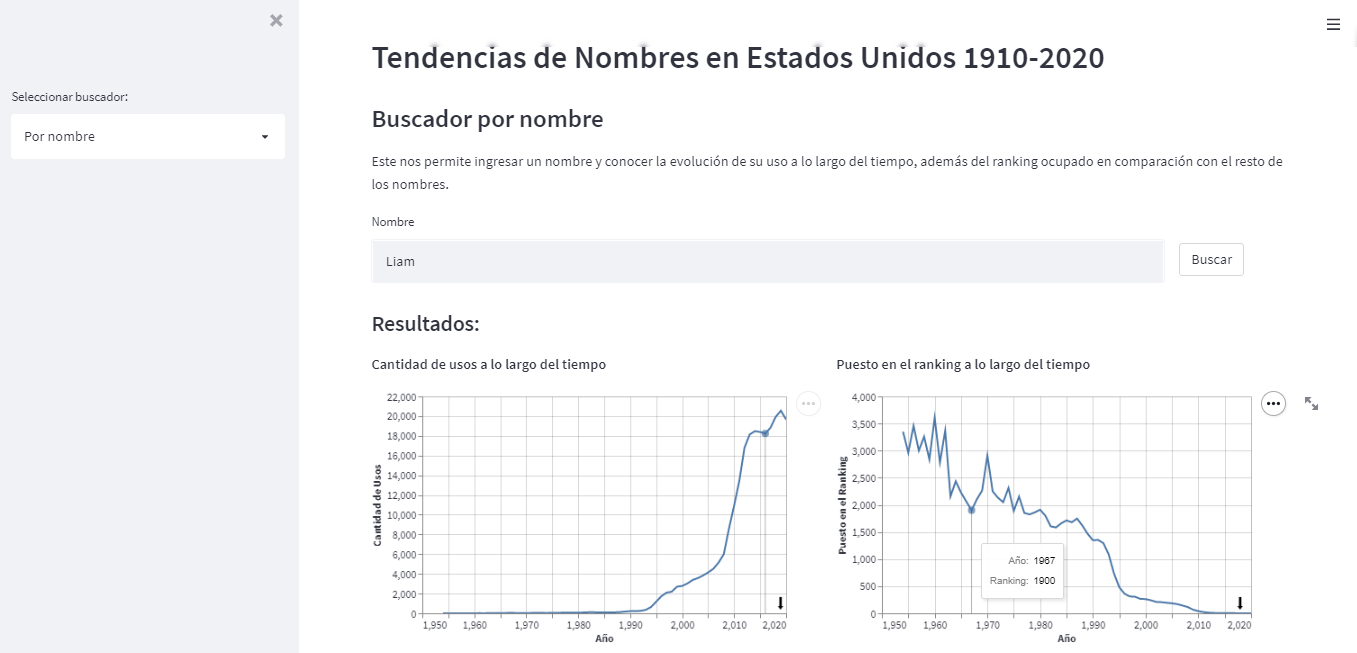 Seleccionar buscador:
Por nombre
Tendencias de Nombres en Estados Unidos 1910-2020
Buscador por nombre
Este nos permite ingresar un nombre y conocer la evolución de su uso a lo largo del tiempo, además del ranking ocupado en comparación con el resto de
los nombres.
Nombre
Liam
Buscar
Resultados:
Cantidad de usos a lo largo del tiempo
22,000
20,000
18,000
16,000
14,000
12,000
10,000
8,000
6,000
4,000
2,000
0
Cantidad de Usos
1,950 1,960 1,970 1,980 1,990 2,000 2,010 2,020
Año
Puesto en el ranking a lo largo del tiempo
4,000
3,500
3,000
2,500
2,000
1,500
1,000
500
0
Puesto en el Ranking
Año: 1967
Ranking: 1900
1,950 1,960 1,970 1,980 1,990 2,000 2,010 2,020
Año